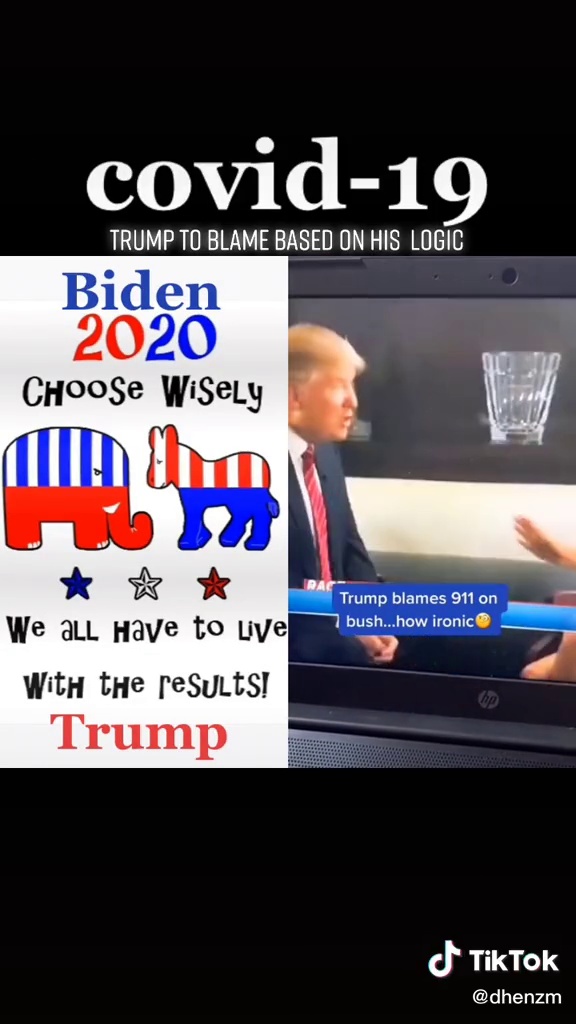 covid-19
TRUMP TO BLAME BASED ON HIS LOGIC
Biden
2020
CHOOSE WISELY
We all have to live
with the results!
Trump
Trump blames 911 on
bush...how ironic🧐
hp
TikTok
@dhenzm